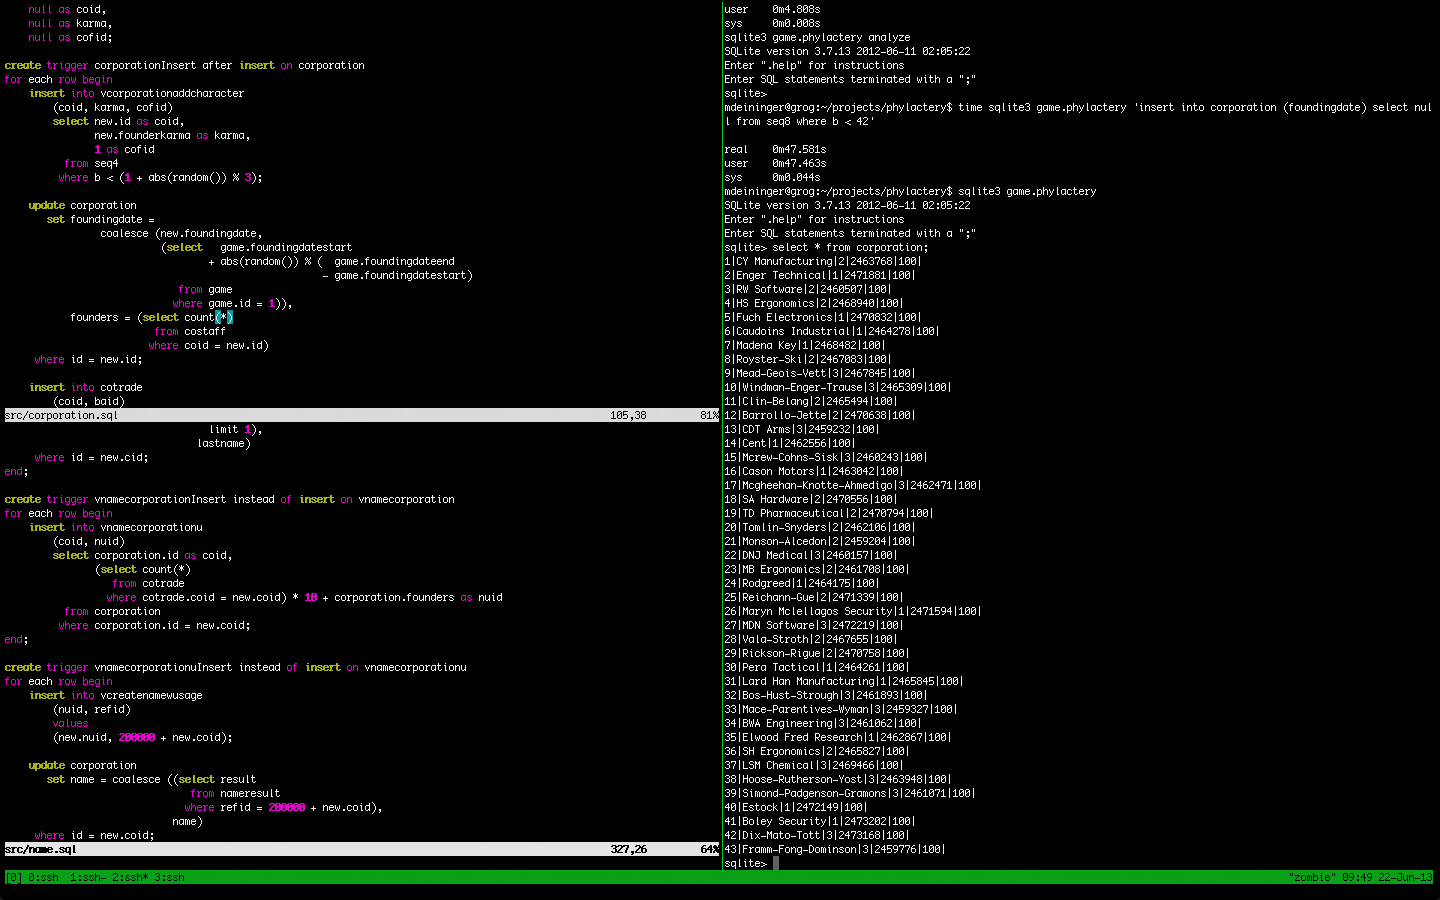 null as coid,
    null as karma,
    null as cofid;

create trigger corporationInsert after insert on corporation
for each row begin
    insert into vcorporationaddcharacter
        (coid, karma, cofid)
        select new.id as coid,
               new.founderkarma as karma,
               1 as cofid
          from seq4
         where b < (1 + abs(random()) % 3);

    update corporation
       set foundingdate =
                coalesce (new.foundingdate,
                          (select   game.foundingdatestart
                                  + abs(random()) % (  game.foundingdateend
                                                     - game.foundingdatestart)
                             from game
                            where game.id = 1)),
           founders = (select count(*)
                         from costaff
                        where coid = new.id)
     where id = new.id;

    insert into cotrade
        (coid, baid)
src/corporation.sql 105,38 81%
                                  limit 1),
                                lastname)
     where id = new.cid;
end;

create trigger vnamecorporationInsert instead of insert on vnamecorporation
for each row begin
    insert into vnamecorporationu
        (coid, nuid)
        select corporation.id as coid,
               (select count(*)
                  from cotrade
                 where cotrade.coid = new.coid) * 10 + corporation.founders as nuid
          from corporation
         where corporation.id = new.coid;
end;

create trigger vnamecorporationuInsert instead of insert on vnamecorporationu
for each row begin
    insert into vcreatenamewusage
        (nuid, refid)
        values
        (new.nuid, 200000 + new.coid);

    update corporation
       set name = coalesce ((select result
                               from nameresult
                              where refid = 200000 + new.coid),
                            name)
     where id = new.coid;
src/name.sql 327,26 64%
user    0m4.808s
sys     0m0.008s
sqlite3 game.phylactery analyze
SQLite version 3.7.13 2012-06-11 02:05:22
Enter ".help" for instructions
Enter SQL statements terminated with a ";"
sqlite>
mdeininger@grog:~/projects/phylactery$ time sqlite3 game.phylactery 'insert into corporation (foundingdate) select nul
l from seq8 where b < 42'

real    0m47.581s
user    0m47.463s
sys     0m0.044s
mdeininger@grog:~/projects/phylactery$ sqlite3 game.phylactery
SQLite version 3.7.13 2012-06-11 02:05:22
Enter ".help" for instructions
Enter SQL statements terminated with a ";"
sqlite> select * from corporation;
1|CY Manufacturing|2|2463768|100|
2|Enger Technical|1|2471881|100|
3|RW Software|2|2460507|100|
4|HS Ergonomics|2|2468940|100|
5|Fuch Electronics|1|2470832|100|
6|Caudoins Industrial|1|2464278|100|
7|Madena Key|1|2468482|100|
8|Royster-Ski|2|2467083|100|
9|Mead-Geois-Vett|3|2467845|100|
10|Windman-Enger-Trause|3|2465309|100|
11|Clin-Belang|2|2465494|100|
12|Barrollo-Jette|2|2470638|100|
13|CDT Arms|3|2459232|100|
14|Cent|1|2462556|100|
15|Mcrew-Cohns-Sisk|3|2460243|100|
16|Cason Motors|1|2463042|100|
17|Mcgheehan-Knotte-Ahmedigo|3|2462471|100|
18|SA Hardware|2|2470556|100|
19|TD Pharmaceutical|2|2470794|100|
20|Tomlin-Snyders|2|2462106|100|
21|Monson-Alcedon|2|2459204|100|
22|DNJ Medical|3|2460157|100|
23|MB Ergonomics|2|2461708|100|
24|Rodgreed|1|2464175|100|
25|Reichann-Gue|2|2471339|100|
26|Maryn Mclellagos Security|1|2471594|100|
27|MDN Software|3|2472219|100|
28|Vala-Stroth|2|2467655|100|
29|Rickson-Rigue|2|2470758|100|
30|Pera Tactical|1|2464261|100|
31|Lard Han Manufacturing|1|2465845|100|
32|Bos-Hust-Strough|3|2461893|100|
33|Mace-Parentives-Wyman|3|2459327|100|
34|BWA Engineering|3|2461062|100|
35|Elwood Fred Research|1|2462867|100|
36|SH Ergonomics|2|2465827|100|
37|LSM Chemical|3|2469466|100|
38|Hoose-Rutherson-Yost|3|2463948|100|
39|Simond-Padgenson-Gramons|3|2461071|100|
40|Estock|1|2472149|100|
41|Boley Security|1|2473202|100|
42|Dix-Mato-Tott|3|2473168|100|
43|Framm-Fong-Dominson|3|2459776|100|
sqlite>
[0] 0:ssh  1:ssh- 2:ssh* 3:ssh "zombie" 09:49 22-Jun-13